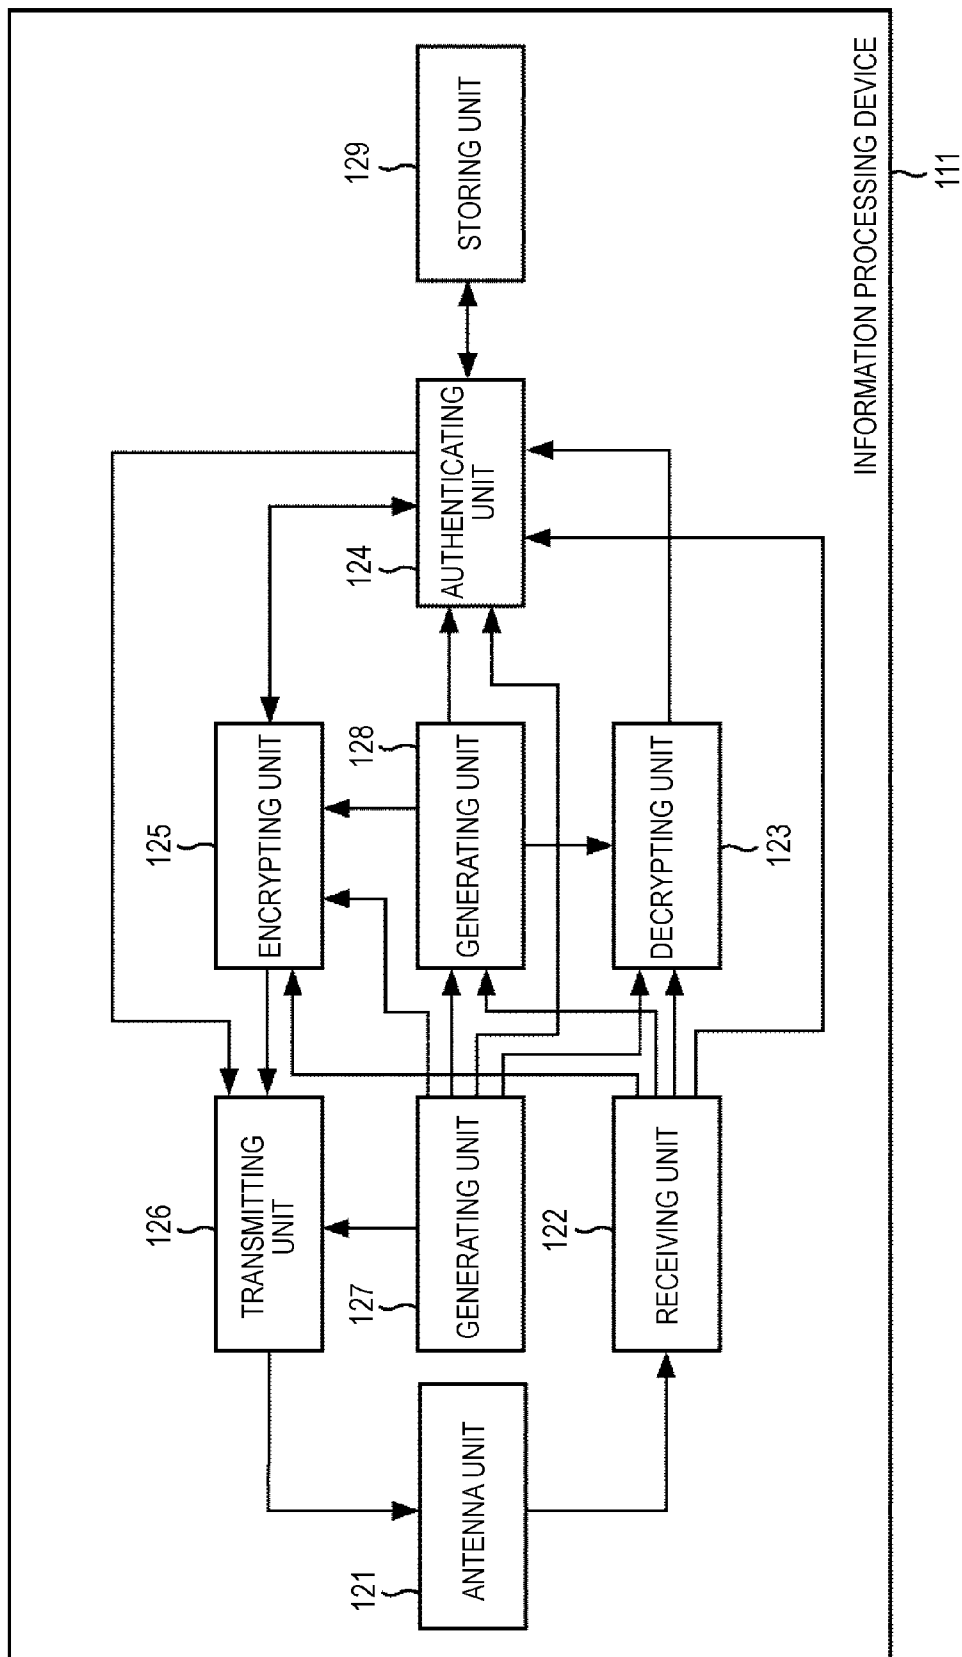 121
ANTENNA UNIT
126
TRANSMITTING
UNIT
127
GENERATING UNIT
122
RECEIVING UNIT
125
ENCRYPTING UNIT
128
GENERATING UNIT
DECRYPTING UNIT
123
124
AUTHENTICATING
UNIT
129
STORING UNIT
INFORMATION PROCESSING DEVICE
111